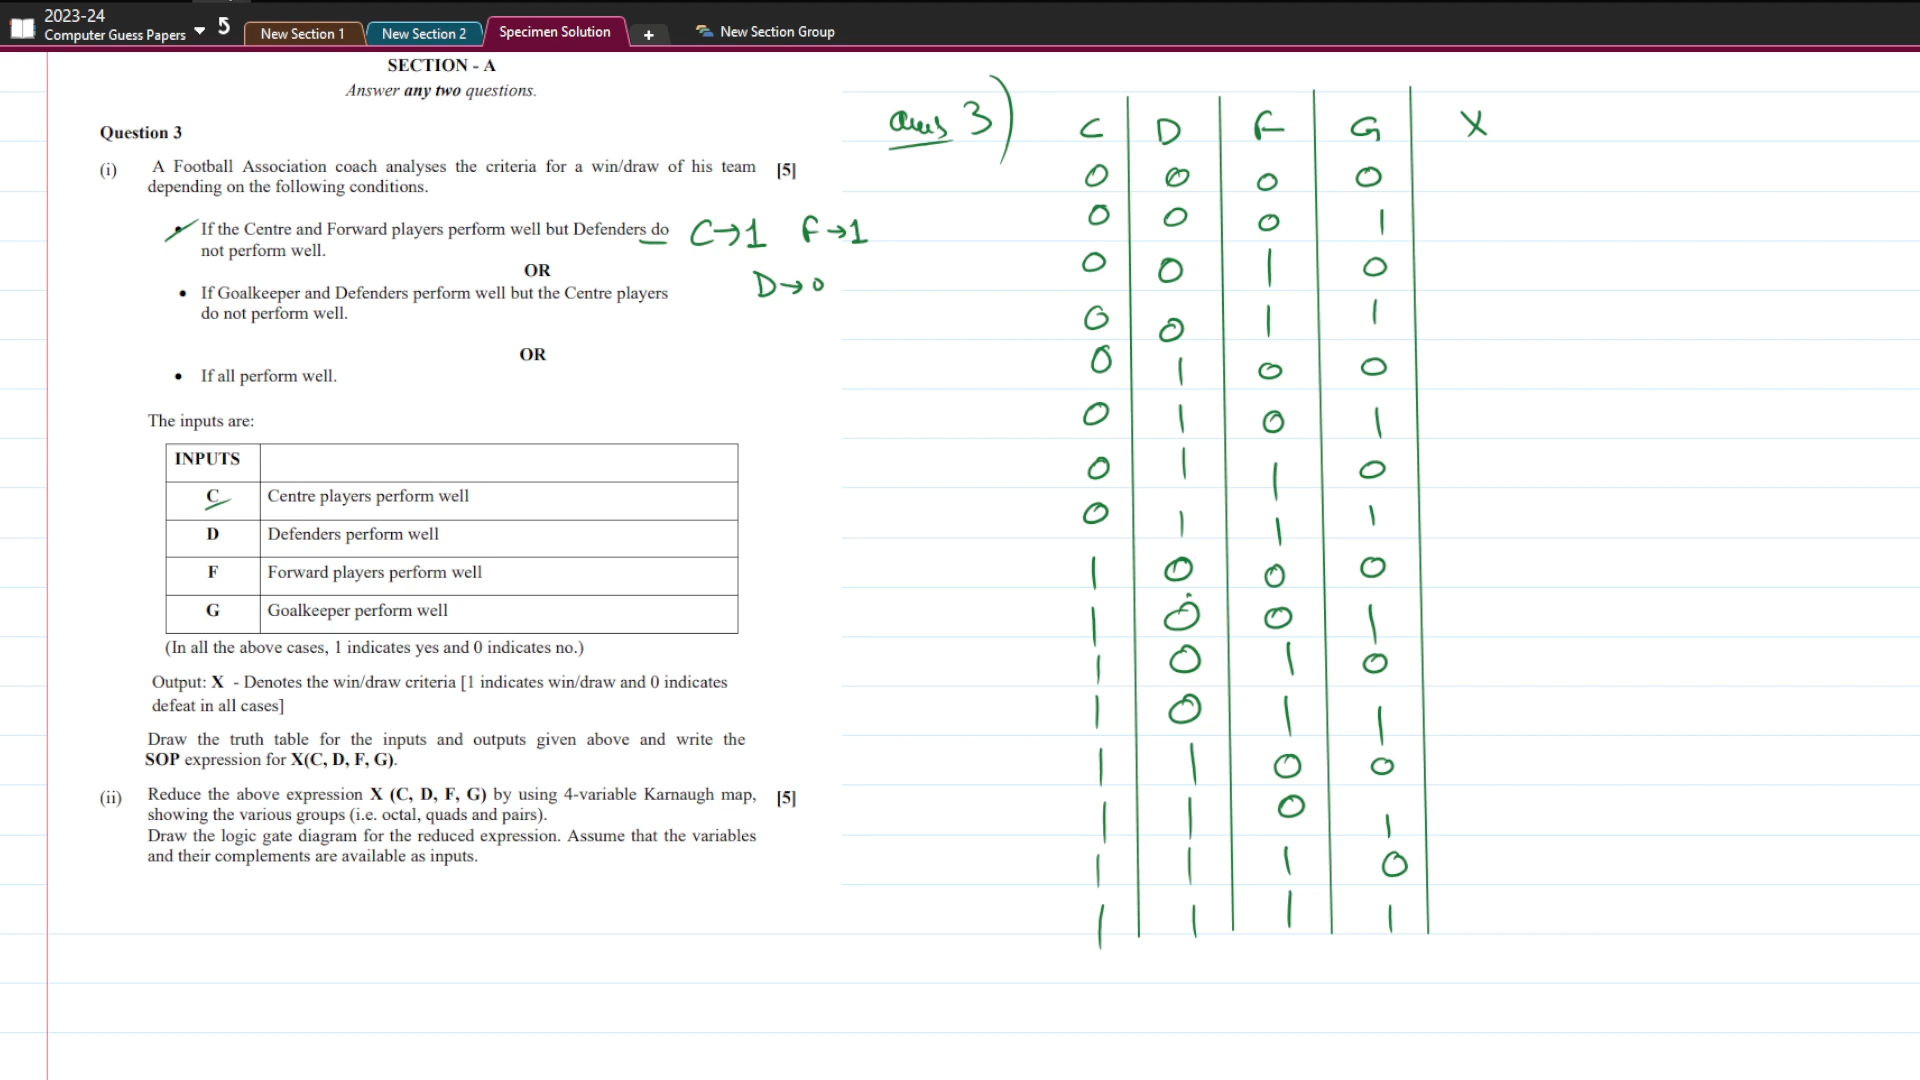 2023-24
Computer Guess Papers
New Section 1
New Section 2
Specimen Solution
+
New Section Group
SECTION - A
Answer any two questions.
Question 3
(i) A Football Association coach analyses the criteria for a win/draw of his team [5]
depending on the following conditions.
• If the Centre and Forward players perform well but Defenders do
not perform well.
C→1 F→1
D→0
OR
• If Goalkeeper and Defenders perform well but the Centre players
do not perform well.
OR
• If all perform well.
The inputs are:
INPUTS
C Centre players perform well
D Defenders perform well
F Forward players perform well
G Goalkeeper perform well
(In all the above cases, 1 indicates yes and 0 indicates no.)
Output: X - Denotes the win/draw criteria [1 indicates win/draw and 0 indicates
defeat in all cases]
Draw the truth table for the inputs and outputs given above and write the
SOP expression for X(C, D, F, G).
(ii) Reduce the above expression X (C, D, F, G) by using 4-variable Karnaugh map, [5]
showing the various groups (i.e. octal, quads and pairs).
Draw the logic gate diagram for the reduced expression. Assume that the variables
and their complements are available as inputs.
ans 3)
C D F G X
0 0 0 0
0 0 0 1
0 0 1 0
0 0 1 1
0 1 0 0
0 1 0 1
0 1 1 0
0 1 1 1
1 0 0 0
1 0 0 1
1 0 1 0
1 0 1 1
1 1 0 0
1 1 0 1
1 1 1 0
1 1 1 1